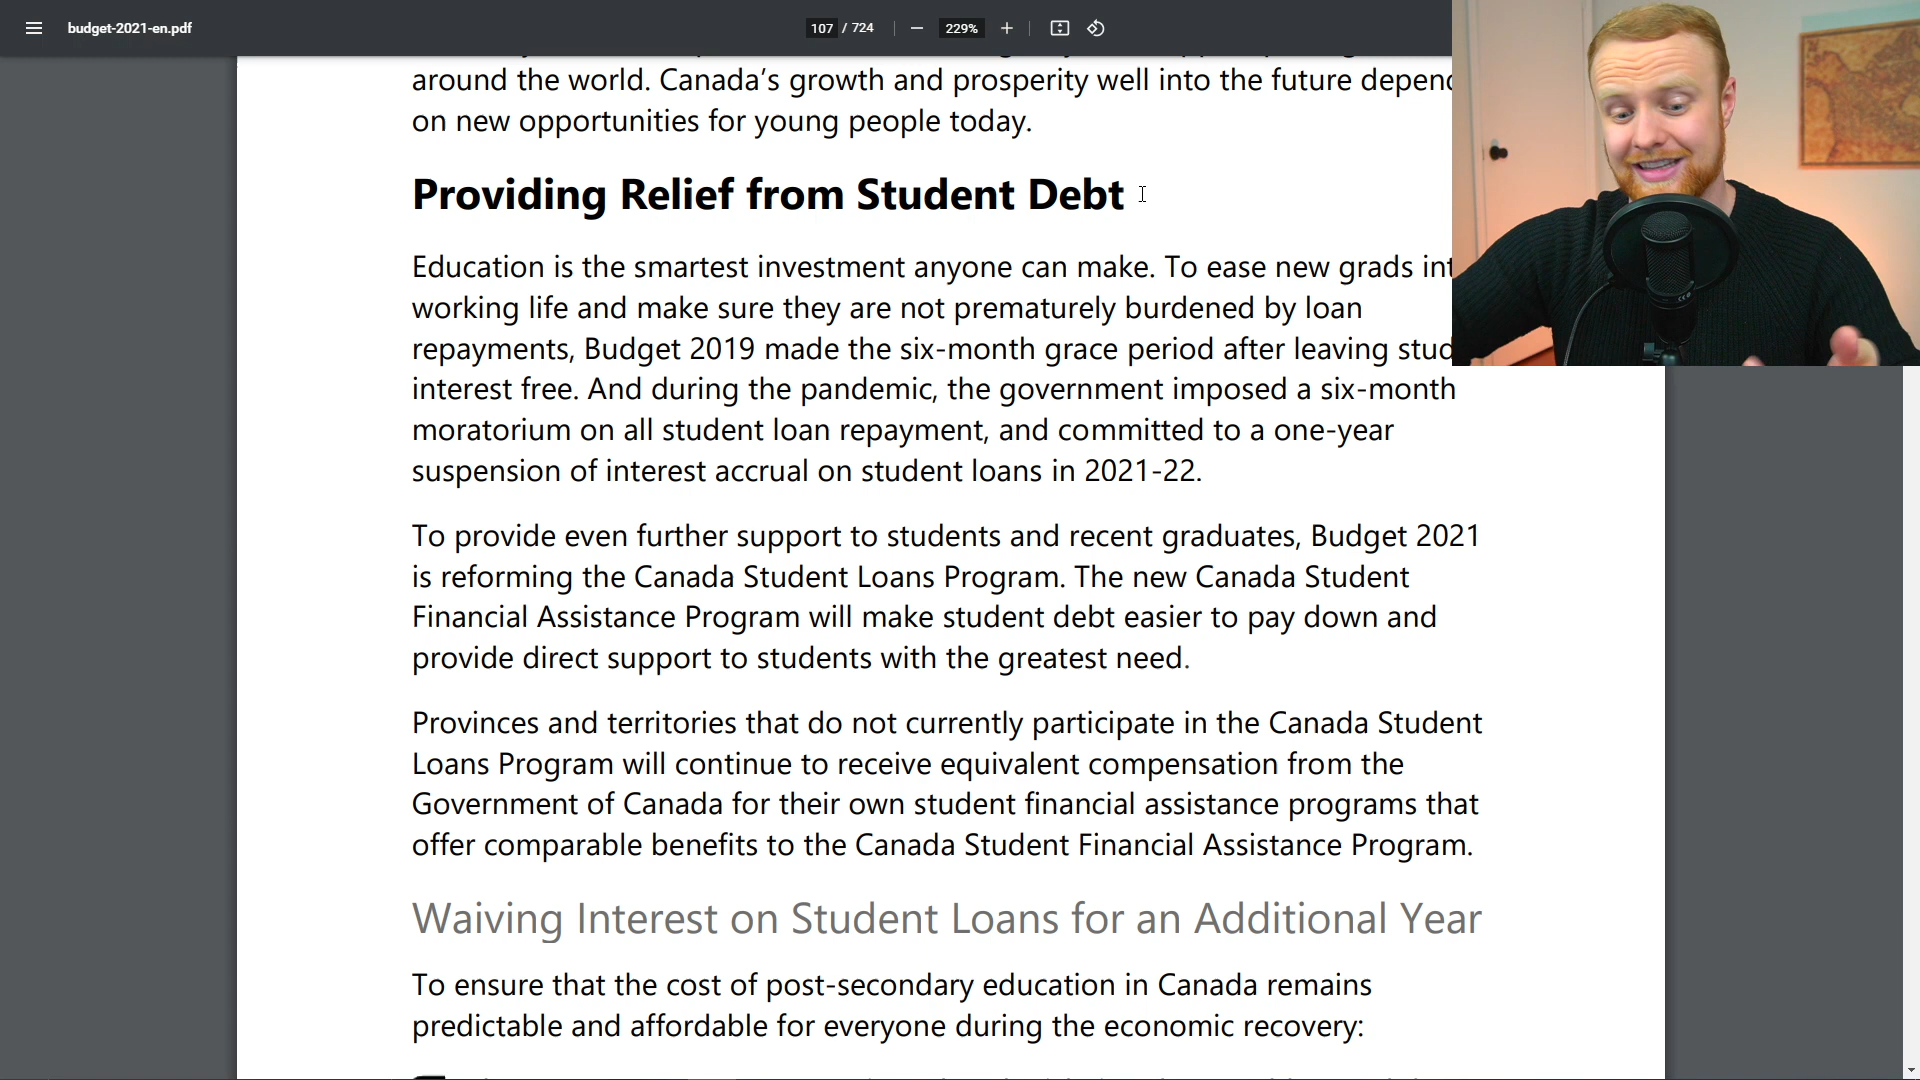 budget-2021-en.pdf
107 / 724
229%
around the world. Canada’s growth and prosperity well into the future depend
on new opportunities for young people today.
Providing Relief from Student Debt
Education is the smartest investment anyone can make. To ease new grads int
working life and make sure they are not prematurely burdened by loan
repayments, Budget 2019 made the six-month grace period after leaving stud
interest free. And during the pandemic, the government imposed a six-month
moratorium on all student loan repayment, and committed to a one-year
suspension of interest accrual on student loans in 2021-22.
To provide even further support to students and recent graduates, Budget 2021
is reforming the Canada Student Loans Program. The new Canada Student
Financial Assistance Program will make student debt easier to pay down and
provide direct support to students with the greatest need.
Provinces and territories that do not currently participate in the Canada Student
Loans Program will continue to receive equivalent compensation from the
Government of Canada for their own student financial assistance programs that
offer comparable benefits to the Canada Student Financial Assistance Program.
Waiving Interest on Student Loans for an Additional Year
To ensure that the cost of post-secondary education in Canada remains
predictable and affordable for everyone during the economic recovery: